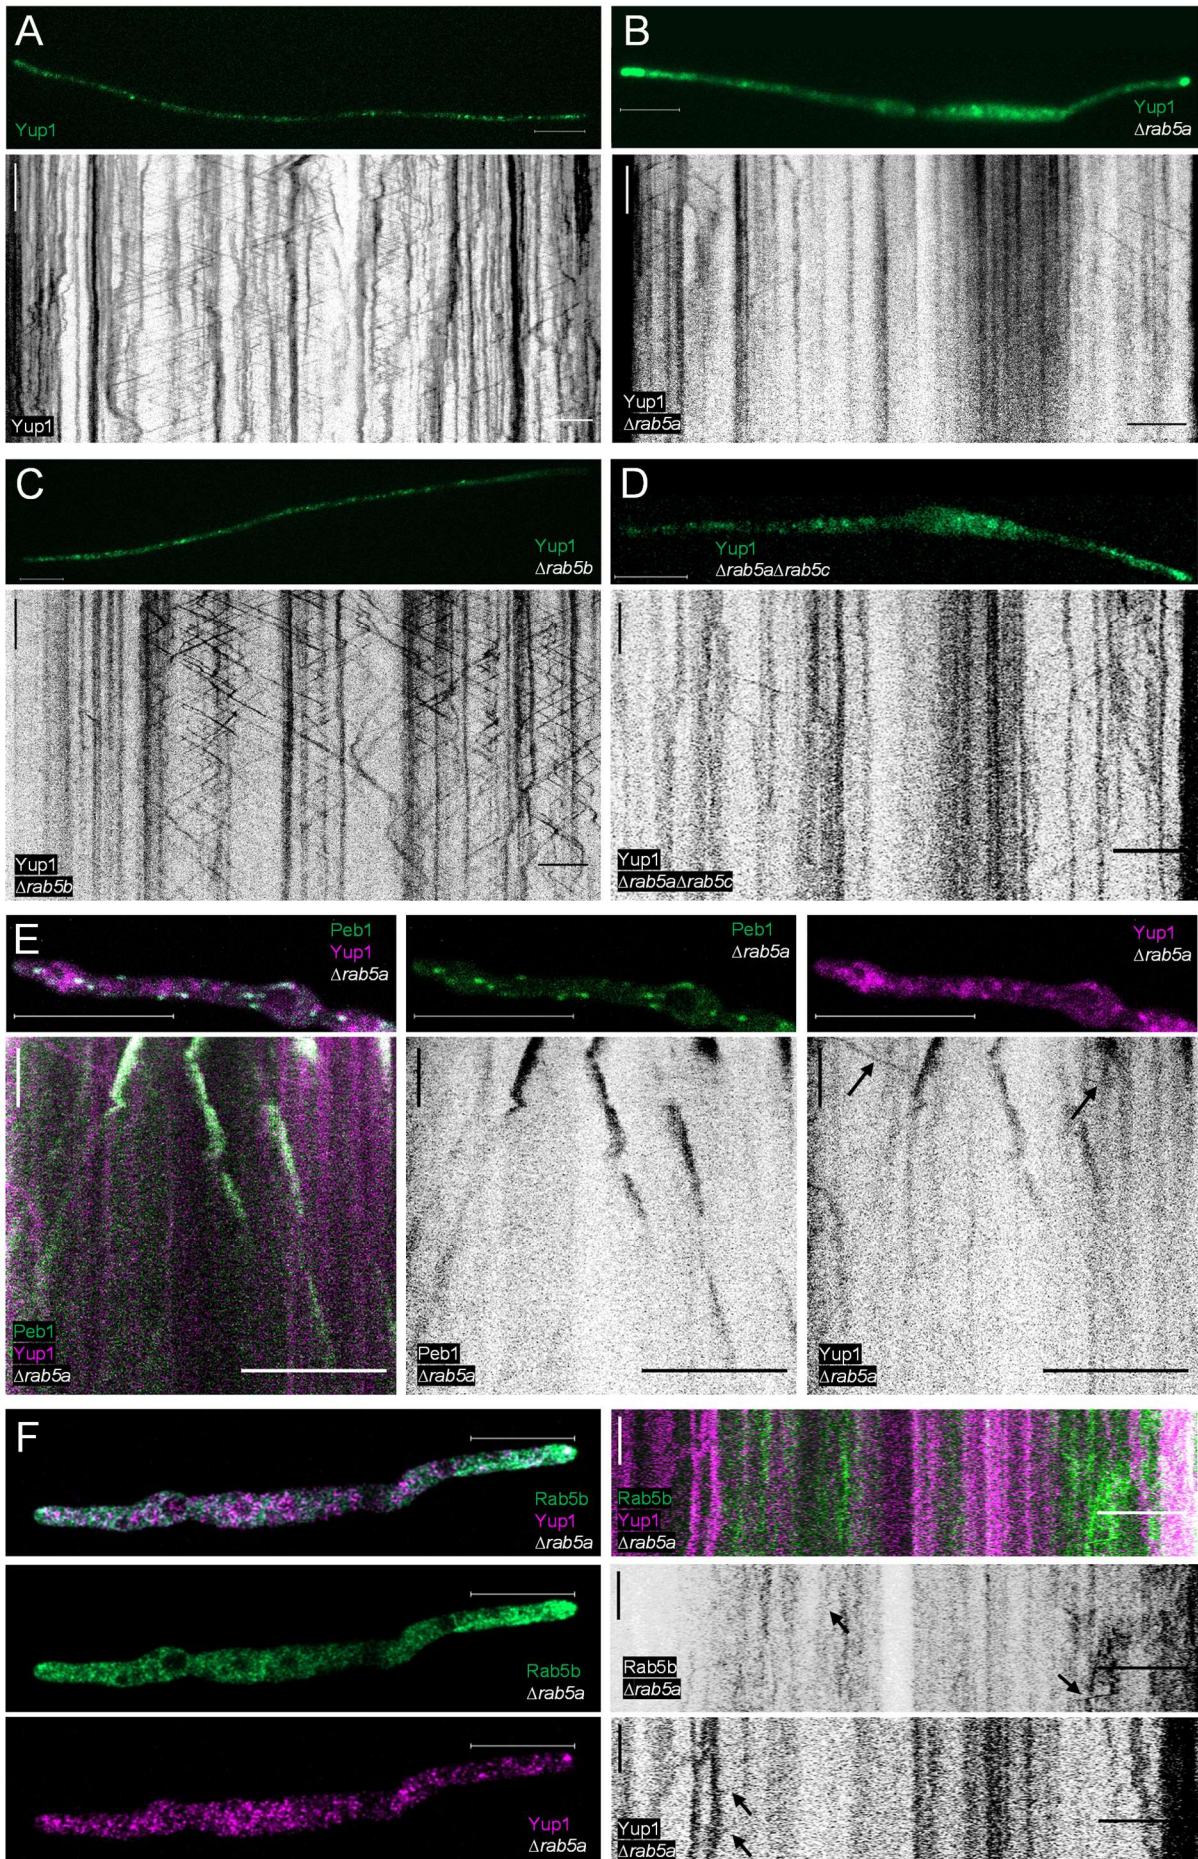 A
Yup1
Yup1
B
Yup1
Δrab5a
Yup1
Δrab5a
C
Yup1
Δrab5b
Yup1
Δrab5b
D
Yup1
Δrab5aΔrab5c
Yup1
Δrab5aΔrab5c
E
Peb1
Yup1
Δrab5a
Peb1
Δrab5a
Yup1
Δrab5a
Peb1
Yup1
Δrab5a
Peb1
Δrab5a
Yup1
Δrab5a
F
Rab5b
Yup1
Δrab5a
Rab5b
Δrab5a
Yup1
Δrab5a
Rab5b
Yup1
Δrab5a
Rab5b
Δrab5a
Yup1
Δrab5a